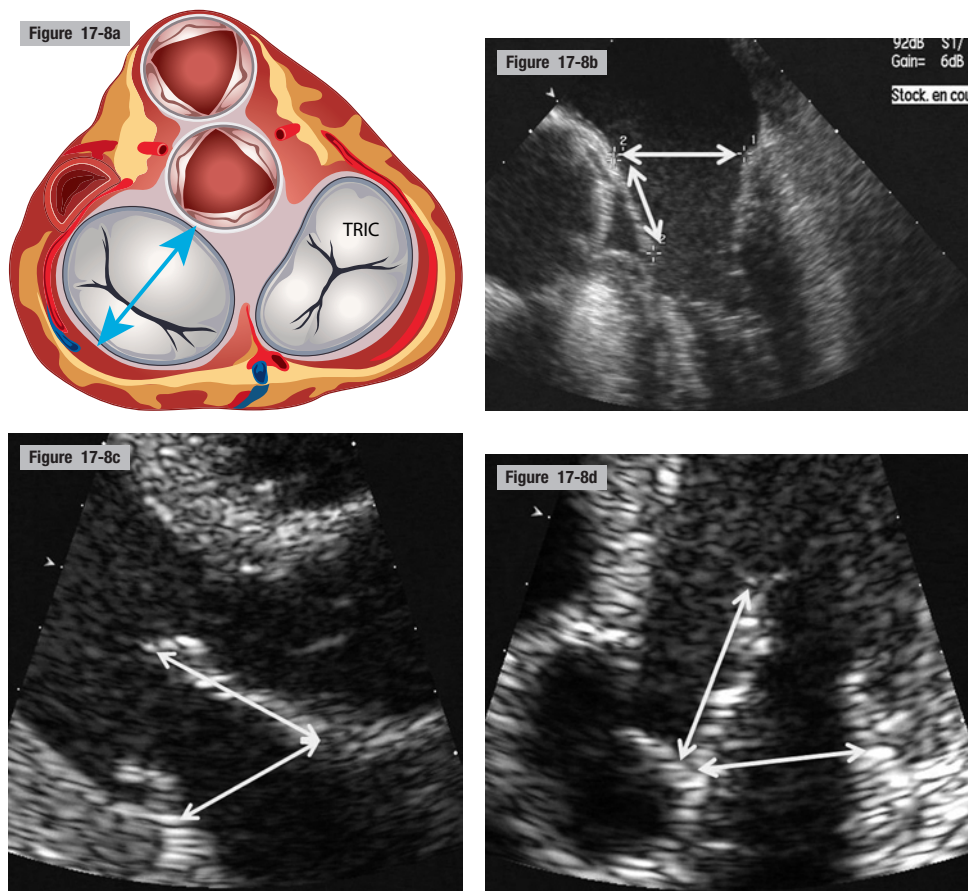 Figure 17-8a
TRIC
Figure 17-8b
92dB S1/
Gain= 6dB
Stock. en cou
2
1
2
Figure 17-8c
Figure 17-8d